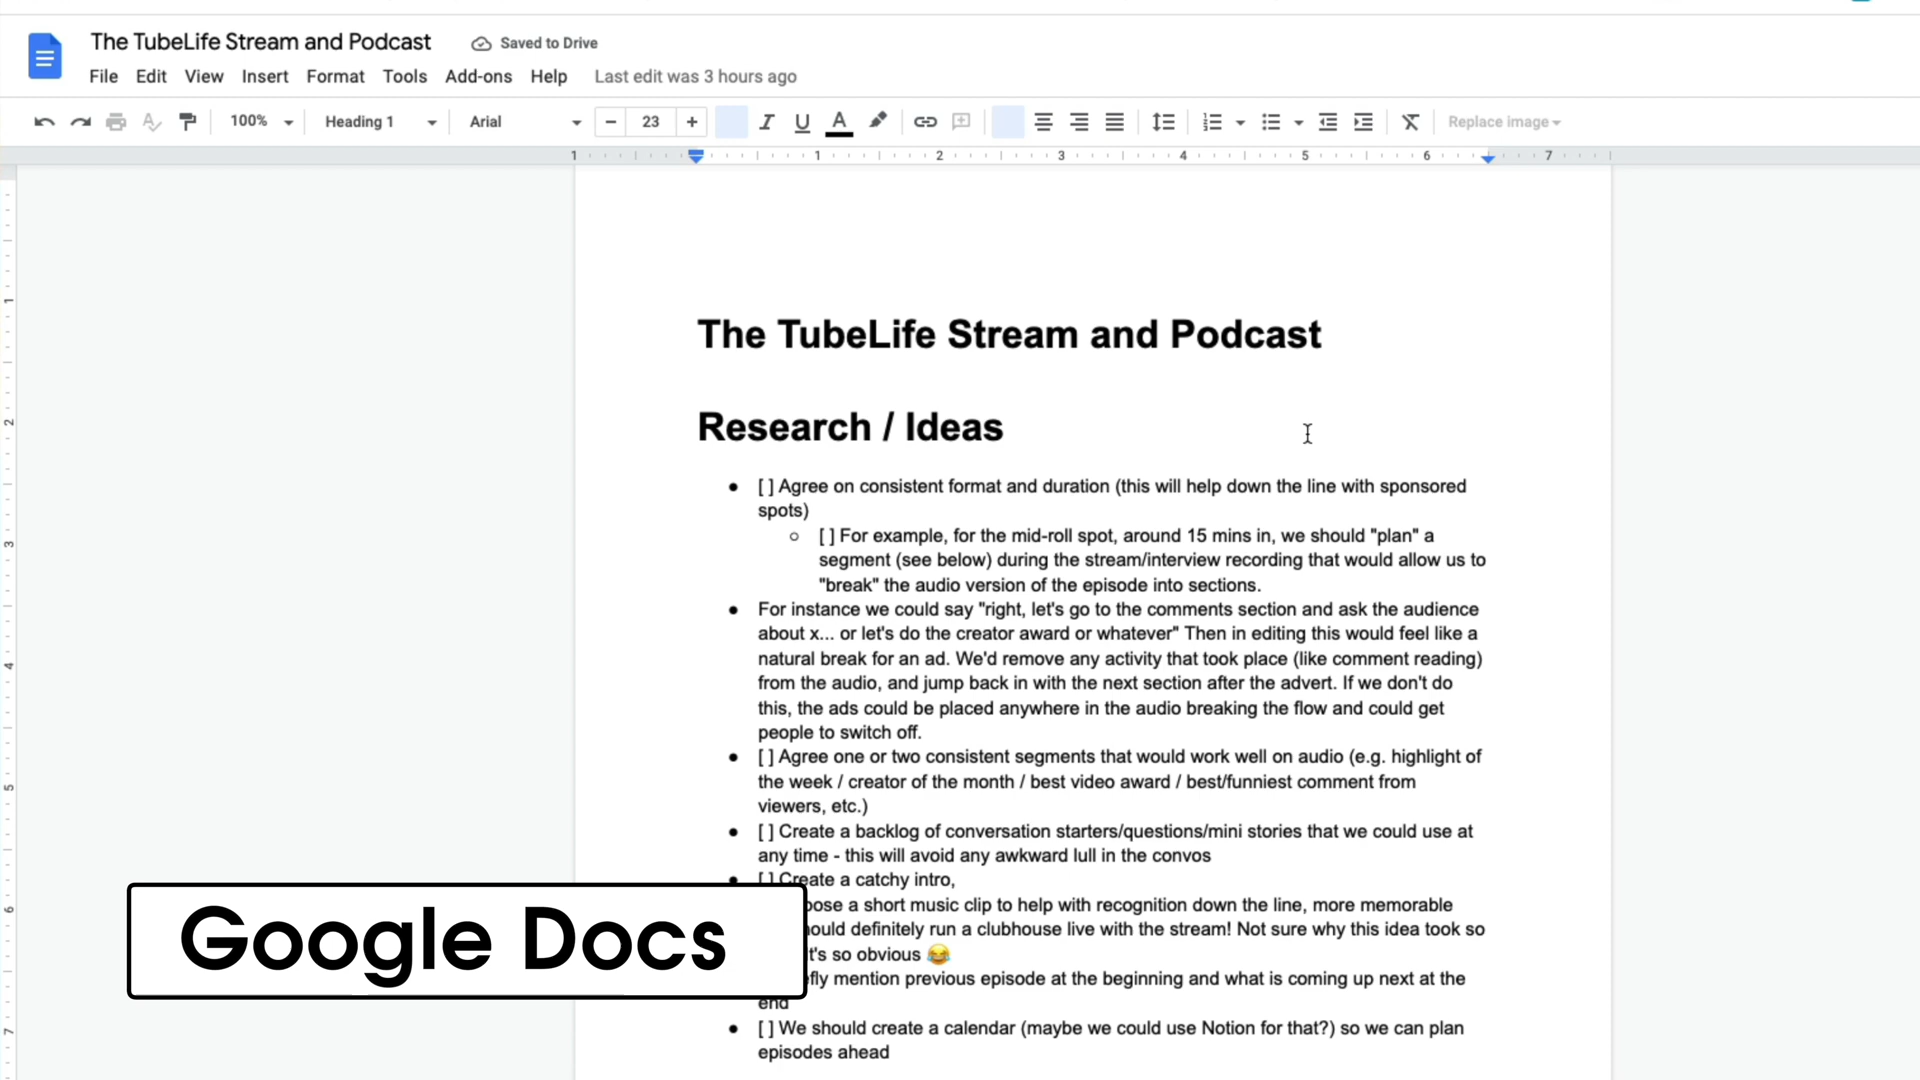 The TubeLife Stream and Podcast Saved to Drive
File Edit View Insert Format Tools Add-ons Help Last edit was 3 hours ago
100% Heading 1 Arial 23 Replace image
1 1 2 3 4 5 6 7
The TubeLife Stream and Podcast
Research / Ideas
[ ] Agree on consistent format and duration (this will help down the line with sponsored
spots)
[ ] For example, for the mid-roll spot, around 15 mins in, we should "plan" a
segment (see below) during the stream/interview recording that would allow us to
"break" the audio version of the episode into sections.
For instance we could say "right, let's go to the comments section and ask the audience
about x... or let's do the creator award or whatever" Then in editing this would feel like a
natural break for an ad. We'd remove any activity that took place (like comment reading)
from the audio, and jump back in with the next section after the advert. If we don't do
this, the ads could be placed anywhere in the audio breaking the flow and could get
people to switch off.
[ ] Agree one or two consistent segments that would work well on audio (e.g. highlight of
the week / creator of the month / best video award / best/funniest comment from
viewers, etc.)
[ ] Create a backlog of conversation starters/questions/mini stories that we could use at
any time - this will avoid any awkward lull in the convos
[ ] Create a catchy intro,
a short music clip to help with recognition down the line, more memorable
definitely run a clubhouse live with the stream! Not sure why this idea took so
so obvious 😂
mention previous episode at the beginning and what is coming up next at the
end
[ ] We should create a calendar (maybe we could use Notion for that?) so we can plan
episodes ahead
Google Docs
1
2
3
4
5
6
7